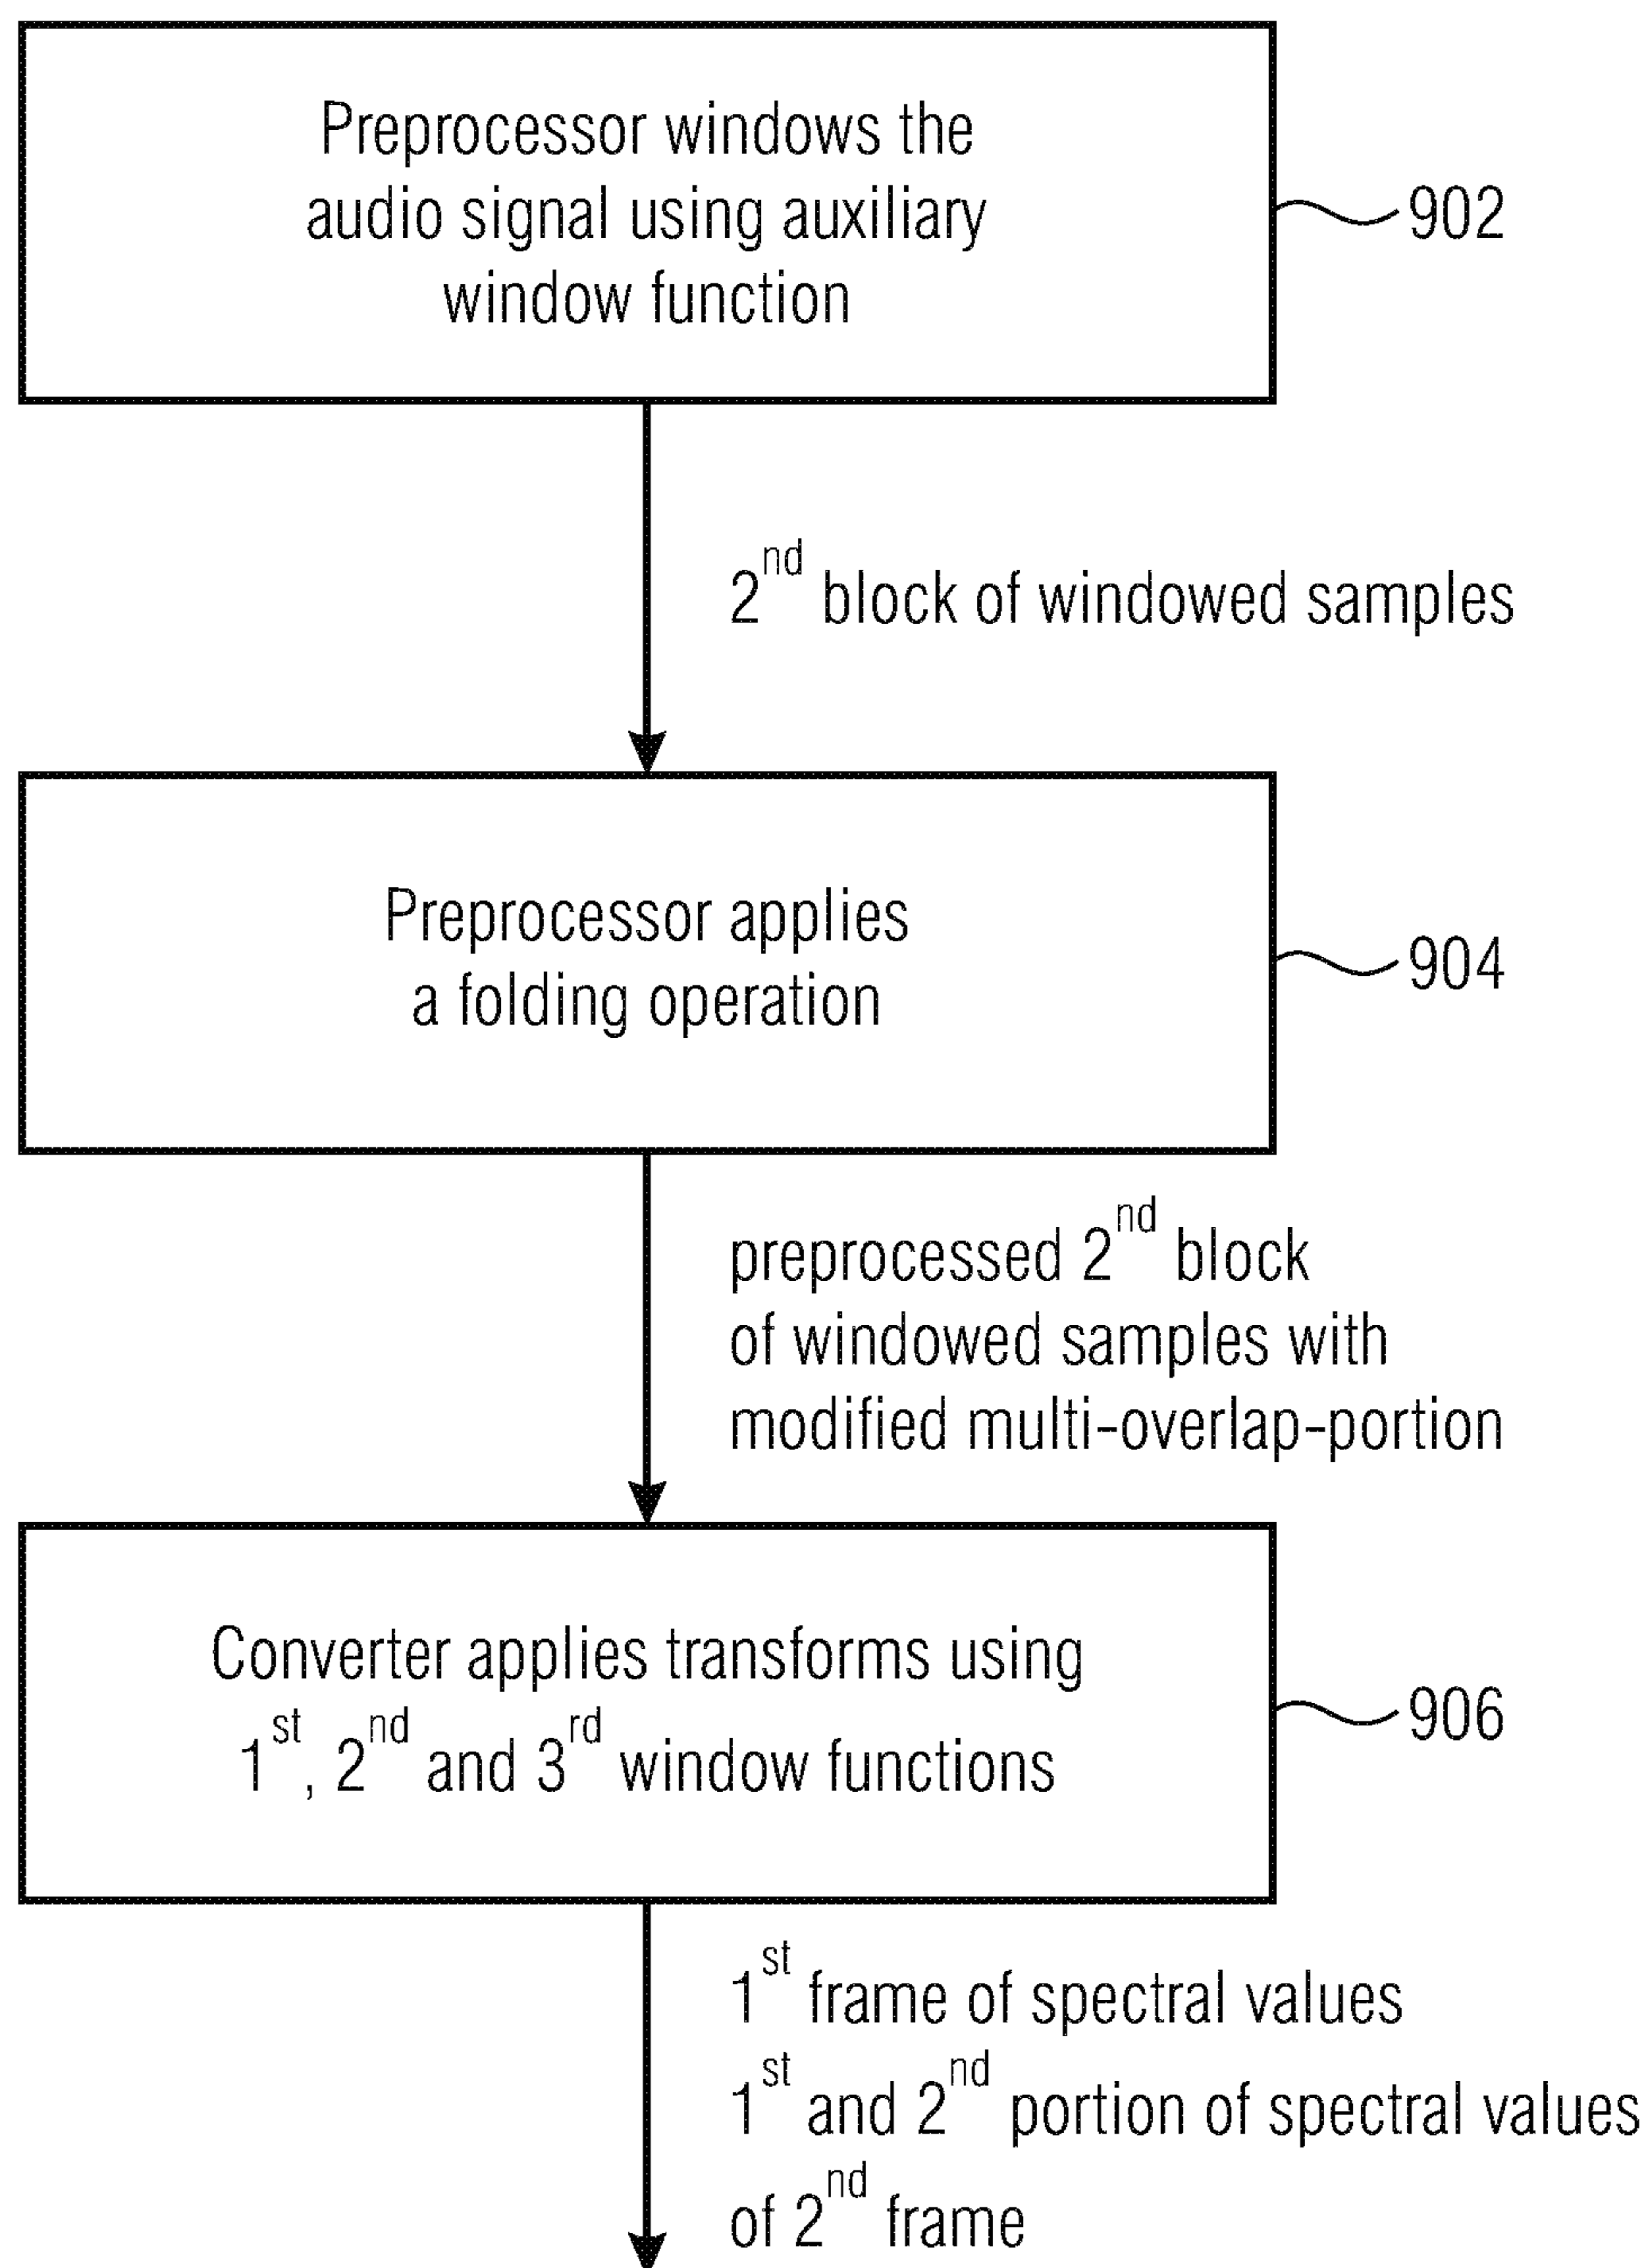 Preprocessor windows the
audio signal using auxiliary
window function
902
2nd block of windowed samples
Preprocessor applies
a folding operation
904
preprocessed 2nd block
of windowed samples with
modified multi-overlap-portion
Converter applies transforms using
1st, 2nd and 3rd window functions
906
1st frame of spectral values
1st and 2nd portion of spectral values
of 2nd frame